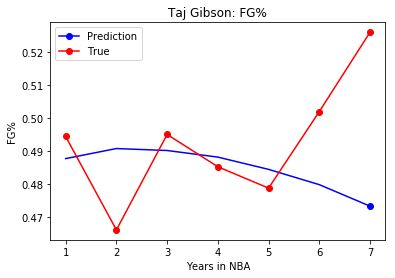 Taj Gibson: FG%
Prediction
True
FG%
0.52
0.51
0.50
0.49
0.48
0.47
1 2 3 4 5 6 7
Years in NBA